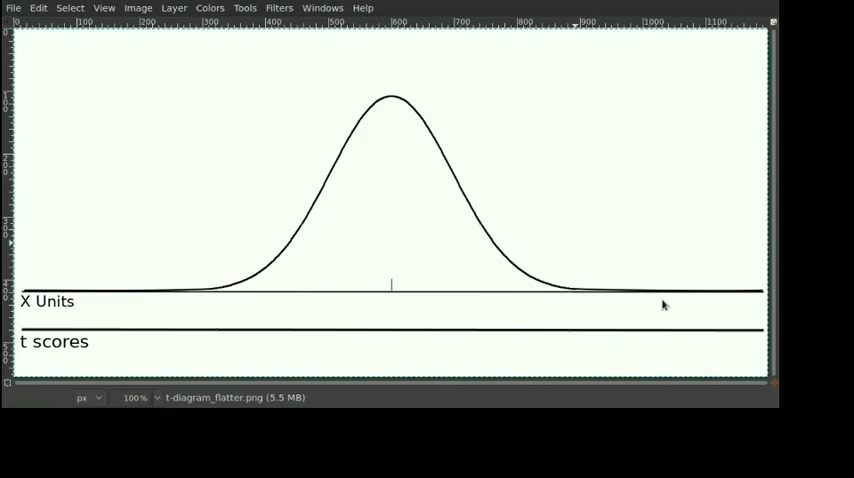 File Edit Select View Image Layer Colors Tools Filters Windows Help
0 100 200 300 400 500 600 700 800 900 1000 1100
X Units
t scores
px 100 % t-diagram_flatter.png (5.5 MB)